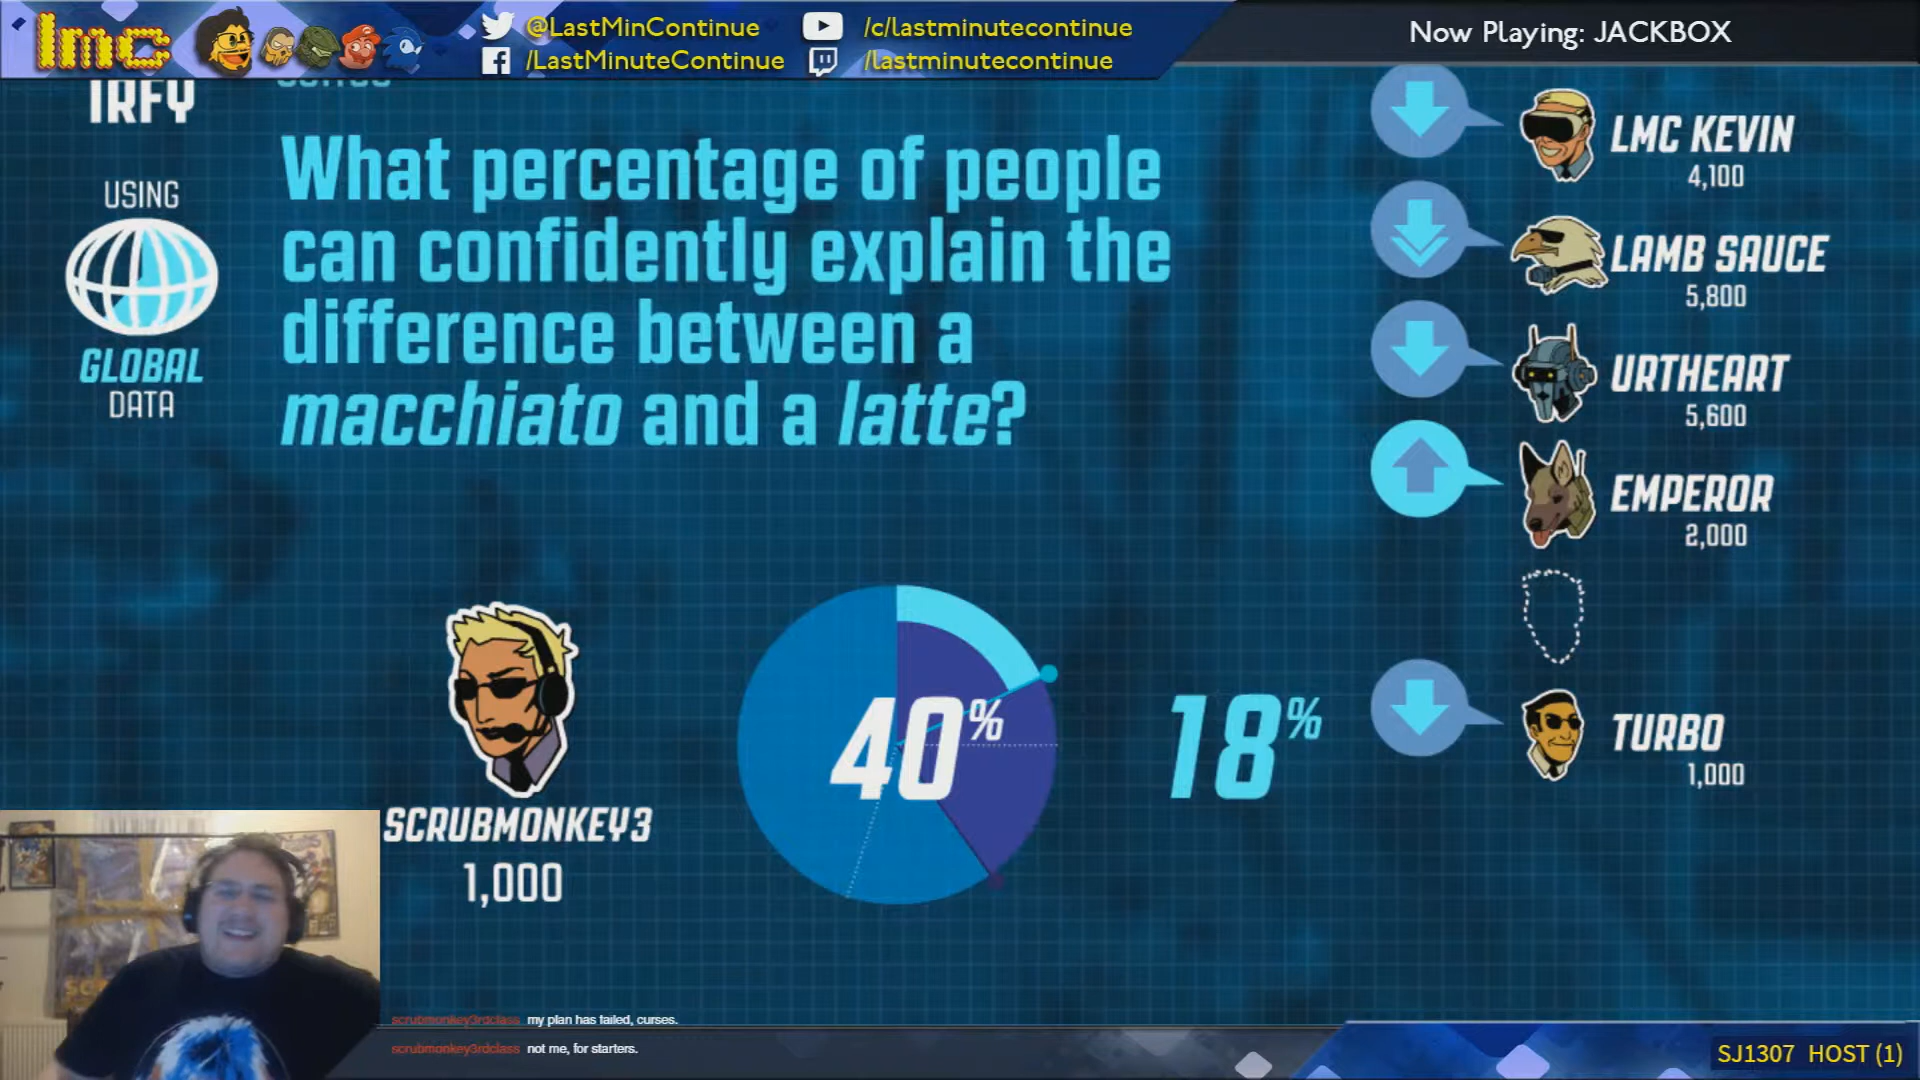 lmc
@LastMinContinue
/c/lastminutecontinue
/LastMinuteContinue
/lastminutecontinue
Now Playing: JACKBOX
IRFY
USING
GLOBAL
DATA
What percentage of people
can confidently explain the
difference between a
macchiato and a latte?
LMC KEVIN
4,100
LAMB SAUCE
5,800
URTHEART
5,600
EMPEROR
2,000
TURBO
1,000
40%
18%
SCRUBMONKEY3
1,000
scrubmonkey3rdclass my plan has failed, curses.
scrubmonkey3rdclass not me, for starters.
SJ1307 HOST (1)